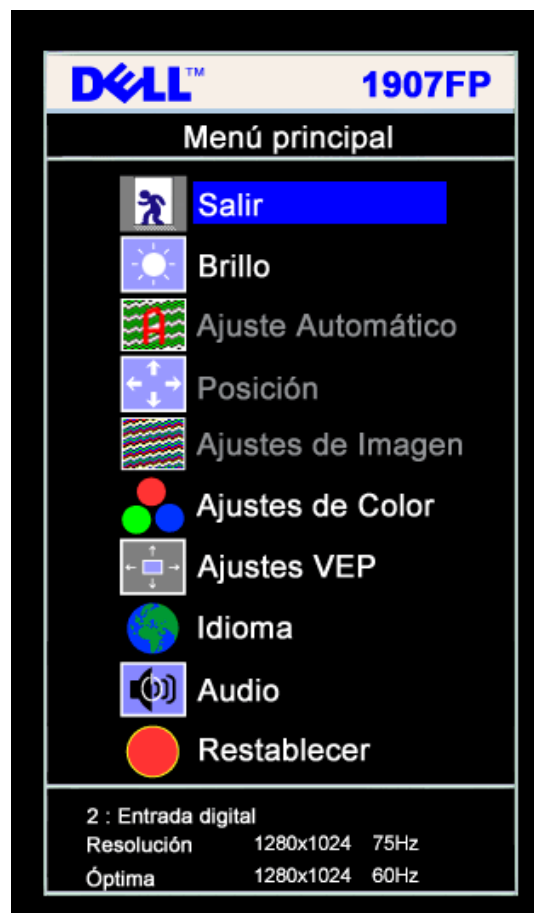 DELL™ 1907FP
Menú principal
Salir
Brillo
Ajuste Automático
Posición
Ajustes de Imagen
Ajustes de Color
Ajustes VEP
Idioma
Audio
Restablecer
2 : Entrada digital
Resolución 1280x1024 75Hz
Óptima 1280x1024 60Hz